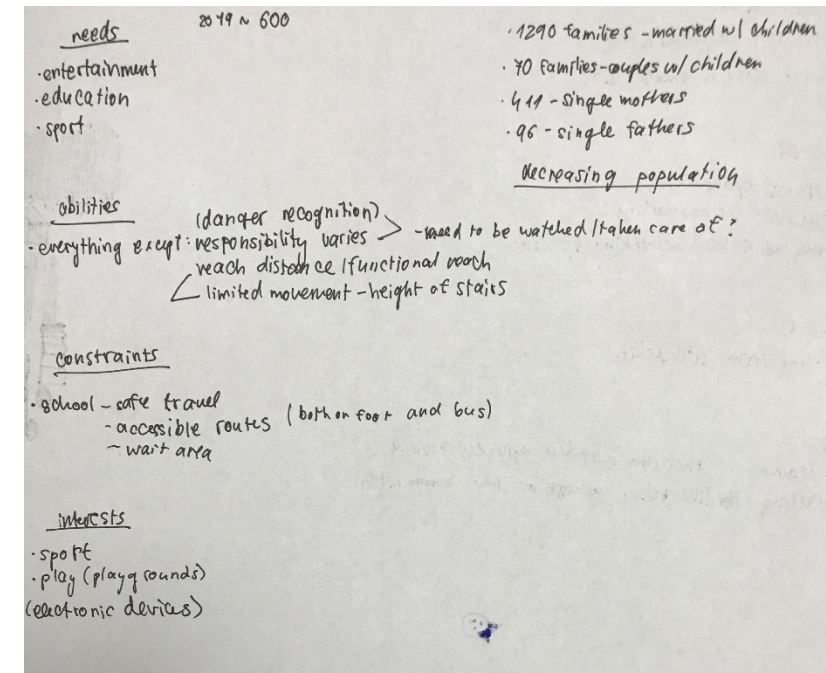 needs
2019 ~ 600
· entertainment
· education
· sport
· 1290 families - married w/ children
· 70 families - couples w/ children
· 411 - single mothers
· 96 - single fathers
decreasing population
abilities
(danger recognition)
· everything except: responsibility varies - need to be watched/taken care of?
reach distance/functional reach
limited movement - height of stairs
constraints
· school - safe travel
- accessible routes (both on foot and bus)
- wait area
interests
· sport
· play (playgrounds)
(electronic devices)